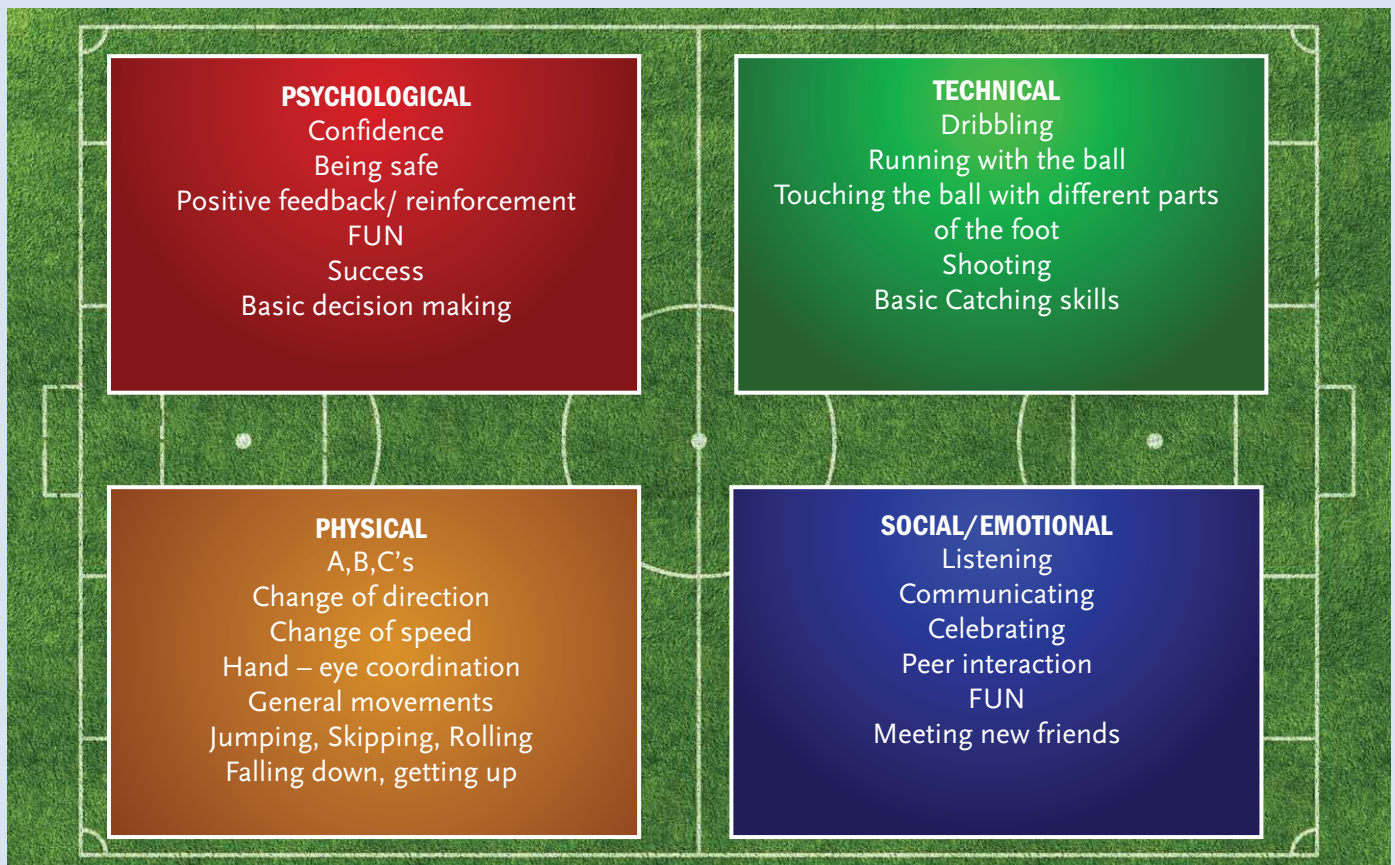 PSYCHOLOGICAL
Confidence
Being safe
Positive feedback/ reinforcement
FUN
Success
Basic decision making
TECHNICAL
Dribbling
Running with the ball
Touching the ball with different parts
of the foot
Shooting
Basic Catching skills
PHYSICAL
A,B,C’s
Change of direction
Change of speed
Hand – eye coordination
General movements
Jumping, Skipping, Rolling
Falling down, getting up
SOCIAL/EMOTIONAL
Listening
Communicating
Celebrating
Peer interaction
FUN
Meeting new friends